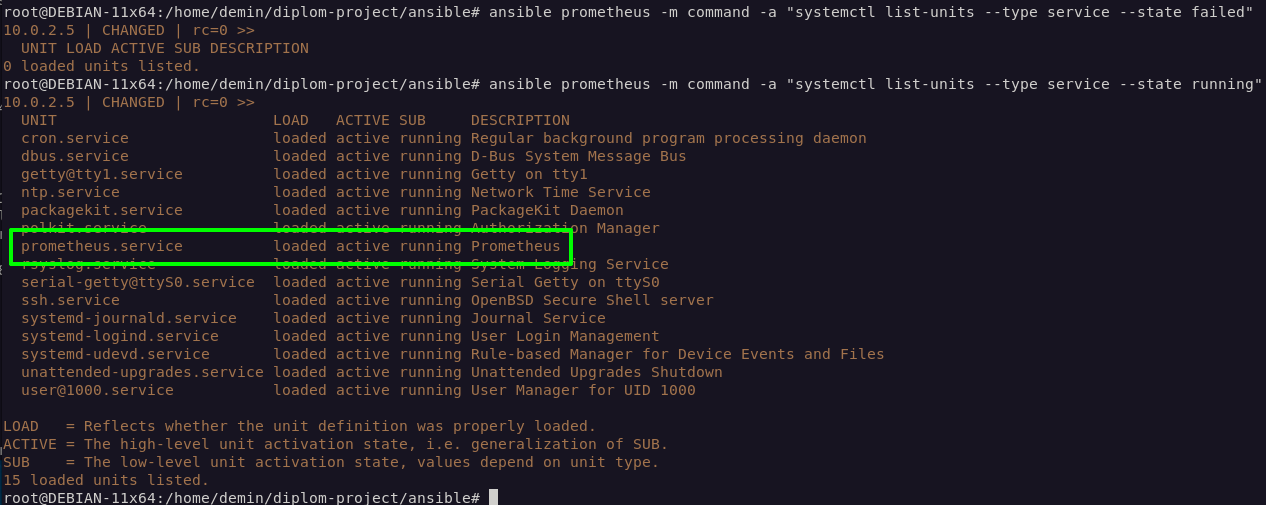 root@DEBIAN-11x64:/home/demin/diplom-project/ansible# ansible prometheus -m command -a "systemctl list-units --type service --state failed"
10.0.2.5 | CHANGED | rc=0 >>
  UNIT LOAD ACTIVE SUB DESCRIPTION
0 loaded units listed.
root@DEBIAN-11x64:/home/demin/diplom-project/ansible# ansible prometheus -m command -a "systemctl list-units --type service --state running"
10.0.2.5 | CHANGED | rc=0 >>
  UNIT                        LOAD   ACTIVE SUB     DESCRIPTION
  cron.service                loaded active running Regular background program processing daemon
  dbus.service                loaded active running D-Bus System Message Bus
  getty@tty1.service          loaded active running Getty on tty1
  ntp.service                 loaded active running Network Time Service
  packagekit.service          loaded active running PackageKit Daemon
  polkit.service              loaded active running Authorization Manager
  prometheus.service          loaded active running Prometheus
  rsyslog.service             loaded active running System Logging Service
  serial-getty@ttyS0.service  loaded active running Serial Getty on ttyS0
  ssh.service                 loaded active running OpenBSD Secure Shell server
  systemd-journald.service    loaded active running Journal Service
  systemd-logind.service      loaded active running User Login Management
  systemd-udevd.service       loaded active running Rule-based Manager for Device Events and Files
  unattended-upgrades.service loaded active running Unattended Upgrades Shutdown
  user@1000.service           loaded active running User Manager for UID 1000
LOAD   = Reflects whether the unit definition was properly loaded.
ACTIVE = The high-level unit activation state, i.e. generalization of SUB.
SUB    = The low-level unit activation state, values depend on unit type.
15 loaded units listed.
root@DEBIAN-11x64:/home/demin/diplom-project/ansible#